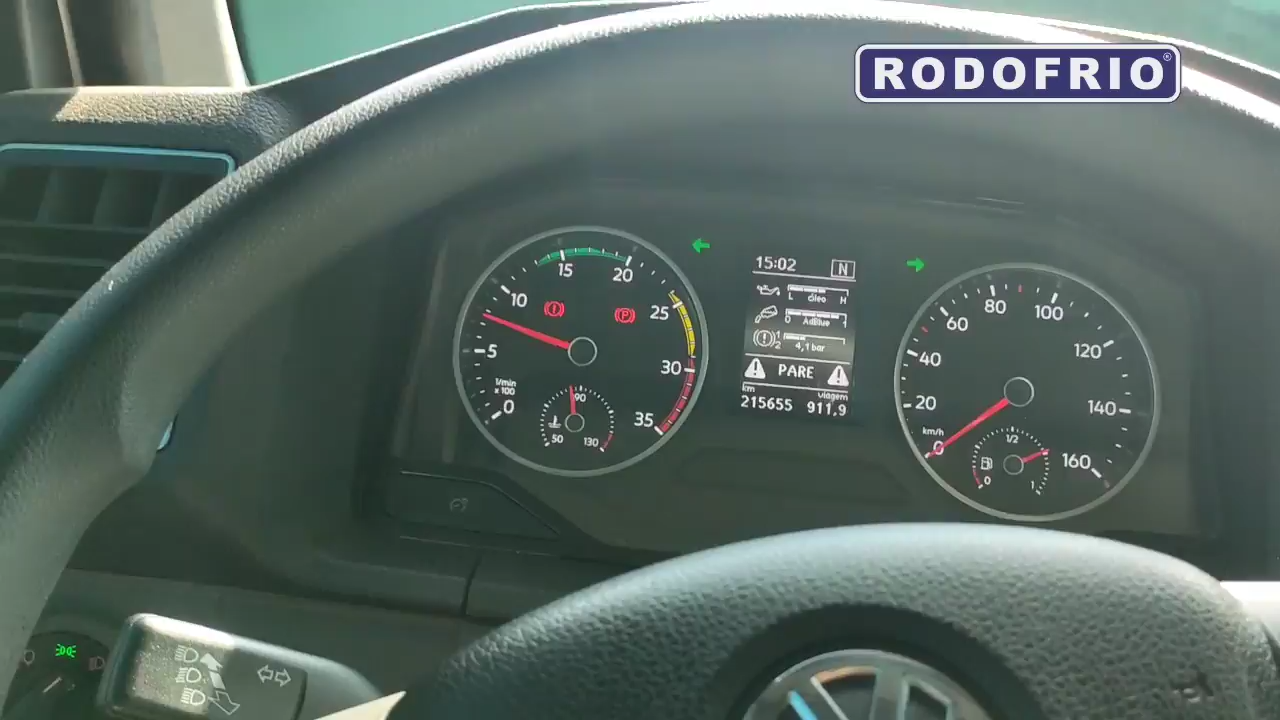 RODOFRIO®
15:02 N
L óleo H
0 AdBlue 1
1
2
4,1 bar
PARE
km viagem
215655 911,9
0
5
10
15
20
25
30
35
1/min
x 100
50
90
130
P
0
20
40
60
80
100
120
140
160
km/h
0
1/2
1